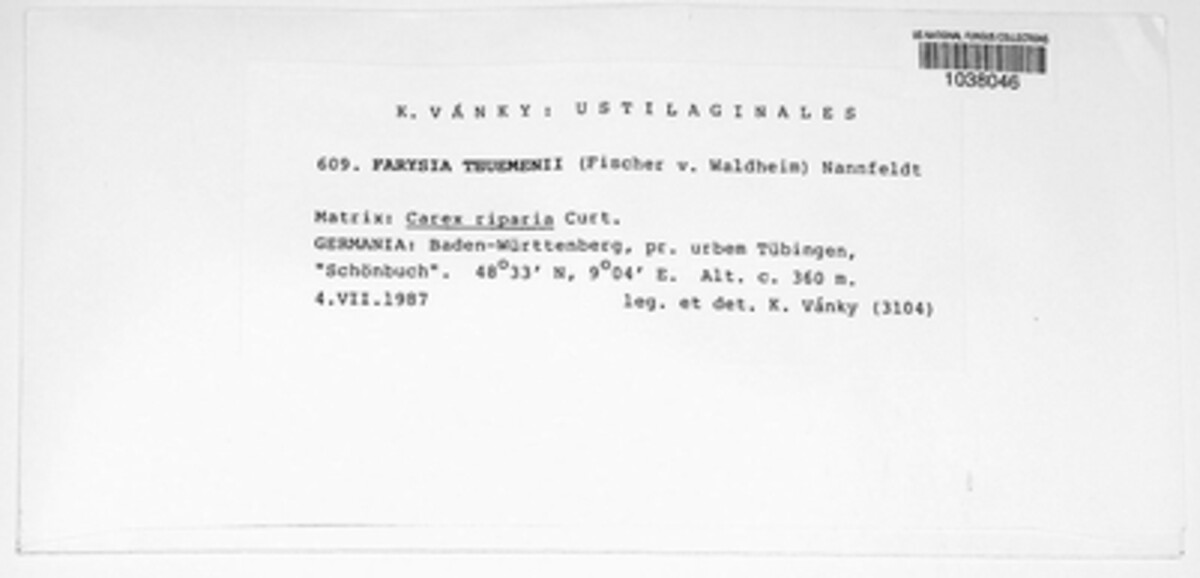 US NATIONAL FUNGUS COLLECTIONS
1038046
K. VÁNKY: USTILAGINALES
609. FARYSIA THUEMENII (Fischer v. Waldheim) Nannfeldt
Matrix: Carex riparia Curt.
GERMANIA: Baden-Württemberg, pr. urbem Tübingen,
"Schönbuch". 48°33' N, 9°04' E. Alt. c. 360 m.
4.VII.1987 leg. et det. K. Vánky (3104)